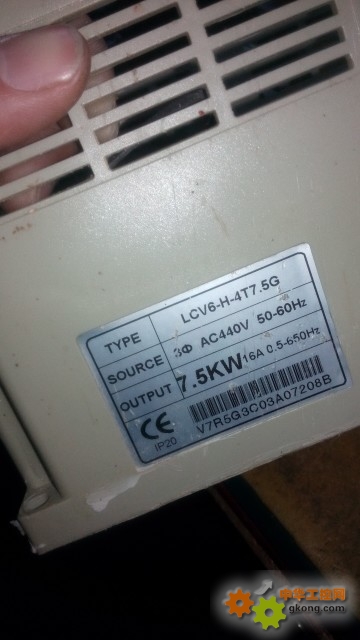 TYPE LCV6-H-4T7.5G
SOURCE 3Φ AC440V 50-60Hz
OUTPUT 7.5KW 16A 0.5-650Hz
CE
IP20
V7R5G3C03A07208B
中华工控网
gkong.com